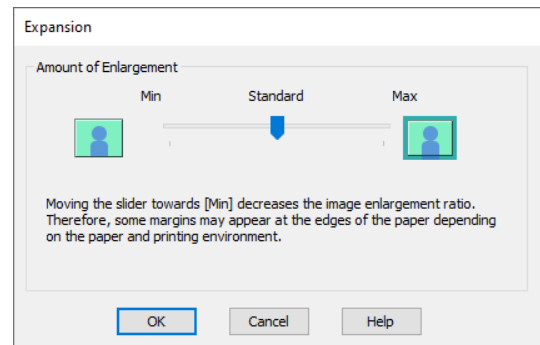 Expansion
Amount of Enlargement
Min Standard Max
Moving the slider towards [Min] decreases the image enlargement ratio.
Therefore, some margins may appear at the edges of the paper depending
on the paper and printing environment.
OK Cancel Help